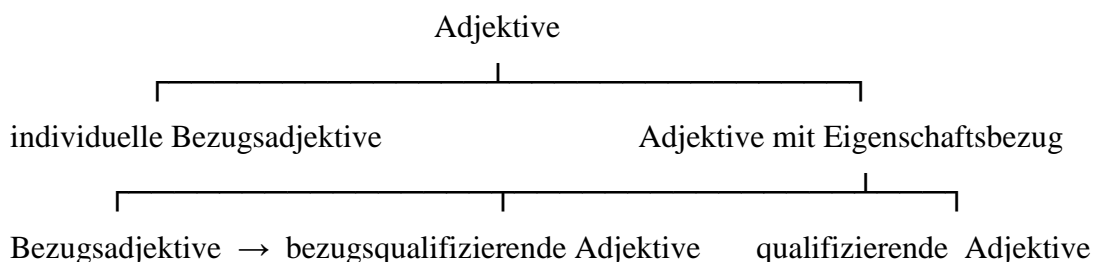 Adjektive
individuelle Bezugsadjektive Adjektive mit Eigenschaftsbezug
Bezugsadjektive → bezugsqualifizierende Adjektive qualifizierende Adjektive